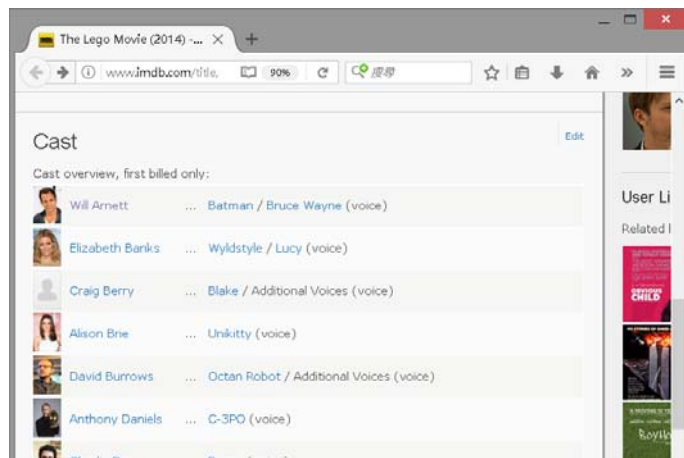 The Lego Movie (2014) -...
www.imdb.com/title,
90%
搜尋
Cast
Edit
Cast overview, first billed only:
Will Arnett ... Batman / Bruce Wayne (voice)
Elizabeth Banks ... Wyldstyle / Lucy (voice)
Craig Berry ... Blake / Additional Voices (voice)
Alison Brie ... Unikitty (voice)
David Burrows ... Octan Robot / Additional Voices (voice)
Anthony Daniels ... C-3PO (voice)
User Li
Related l
OBVIOUS
CHILD
BOYHO